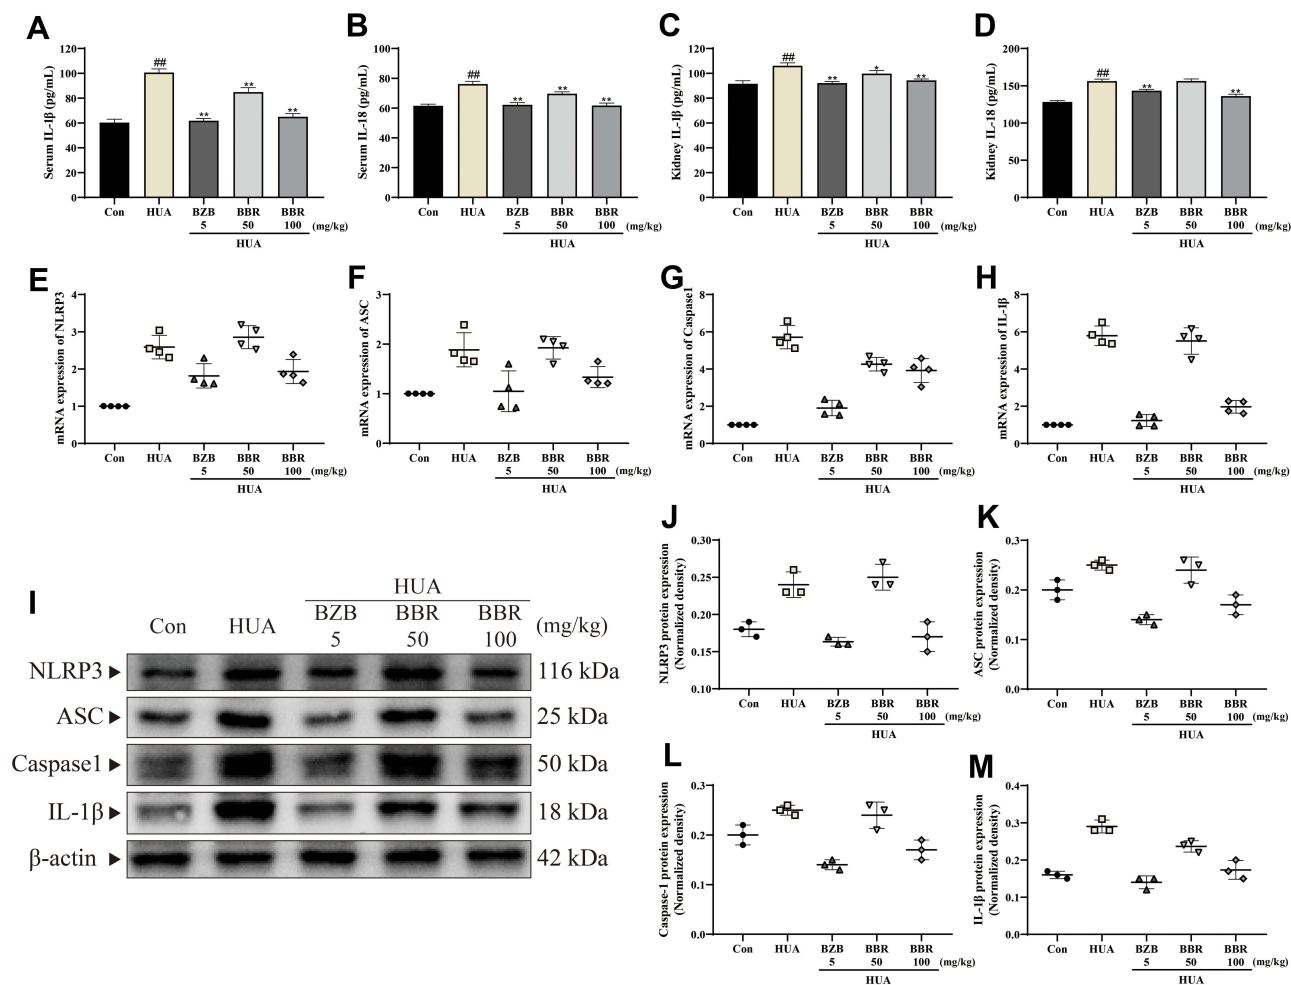 A
Serum IL-1β (pg/mL)
120
100
80
60
40
20
0
##
**
**
**
Con HUA BZB BBR BBR
5 50 100 (mg/kg)
HUA
B
Serum IL-18 (pg/mL)
100
80
60
40
20
0
##
**
**
**
Con HUA BZB BBR BBR
5 50 100 (mg/kg)
HUA
C
Kidney IL-1β (pg/mL)
120
100
80
60
40
20
0
##
**
*
**
Con HUA BZB BBR BBR
5 50 100 (mg/kg)
HUA
D
Kidney IL-18 (pg/mL)
200
150
100
50
0
##
**
**
Con HUA BZB BBR BBR
5 50 100 (mg/kg)
HUA
E
mRNA expression of NLRP3
4
3
2
1
0
Con HUA BZB BBR BBR
5 50 100 (mg/kg)
HUA
F
mRNA expression of ASC
3
2
1
0
Con HUA BZB BBR BBR
5 50 100 (mg/kg)
HUA
G
mRNA expression of Caspase1
8
6
4
2
0
Con HUA BZB BBR BBR
5 50 100 (mg/kg)
HUA
H
mRNA expression of IL-1β
8
6
4
2
0
Con HUA BZB BBR BBR
5 50 100 (mg/kg)
HUA
I
HUA
Con HUA BZB BBR BBR (mg/kg)
5 50 100
NLRP3 116 kDa
ASC 25 kDa
Caspase1 50 kDa
IL-1β 18 kDa
β-actin 42 kDa
J
NLRP3 protein expression
(Normalized density)
0.30
0.25
0.20
0.15
0.10
Con HUA BZB BBR BBR
5 50 100 (mg/kg)
HUA
K
ASC protein expression
(Normalized density)
0.3
0.2
0.1
0.0
Con HUA BZB BBR BBR
5 50 100 (mg/kg)
HUA
L
Caspase-1 protein expression
(Normalized density)
0.3
0.2
0.1
0.0
Con HUA BZB BBR BBR
5 50 100 (mg/kg)
HUA
M
IL-1β protein expression
(Normalized density)
0.4
0.3
0.2
0.1
0.0
Con HUA BZB BBR BBR
5 50 100 (mg/kg)
HUA